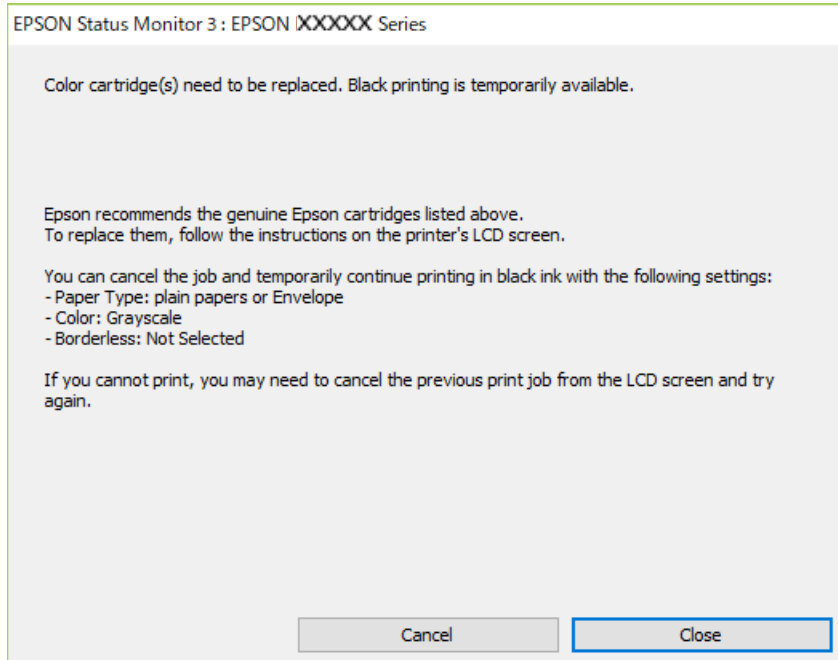 EPSON Status Monitor 3 : EPSON XXXXX Series
Color cartridge(s) need to be replaced. Black printing is temporarily available.
Epson recommends the genuine Epson cartridges listed above.
To replace them, follow the instructions on the printer's LCD screen.
You can cancel the job and temporarily continue printing in black ink with the following settings:
- Paper Type: plain papers or Envelope
- Color: Grayscale
- Borderless: Not Selected
If you cannot print, you may need to cancel the previous print job from the LCD screen and try
again.
Cancel
Close